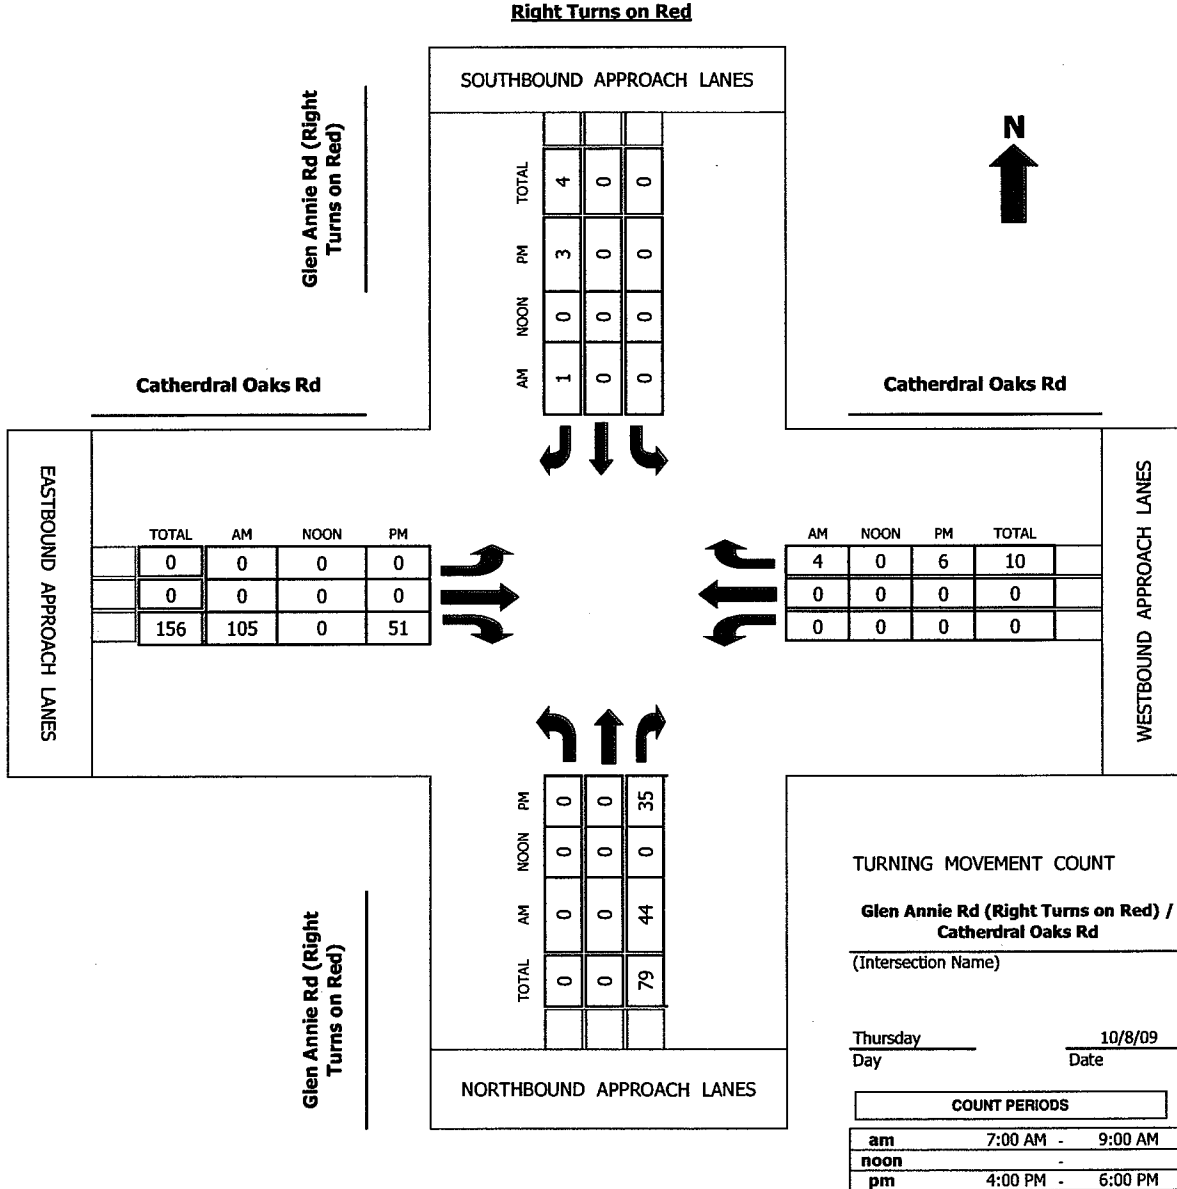 Right Turns on Red
SOUTHBOUND APPROACH LANES
Glen Annie Rd (Right
Turns on Red)
N
TOTAL 4 0 0
PM 3 0 0
NOON 0 0 0
AM 1 0 0
Catherdral Oaks Rd
Catherdral Oaks Rd
EASTBOUND APPROACH LANES
TOTAL AM NOON PM
0 0 0 0
0 0 0 0
156 105 0 51
AM NOON PM TOTAL
4 0 6 10
0 0 0 0
0 0 0 0
WESTBOUND APPROACH LANES
PM 0 0 35
NOON 0 0 0
AM 0 0 44
TOTAL 0 0 79
Glen Annie Rd (Right
Turns on Red)
NORTHBOUND APPROACH LANES
TURNING MOVEMENT COUNT
Glen Annie Rd (Right Turns on Red) /
Catherdral Oaks Rd
(Intersection Name)
Thursday 10/8/09
Day Date
COUNT PERIODS
am 7:00 AM - 9:00 AM
noon -
pm 4:00 PM - 6:00 PM